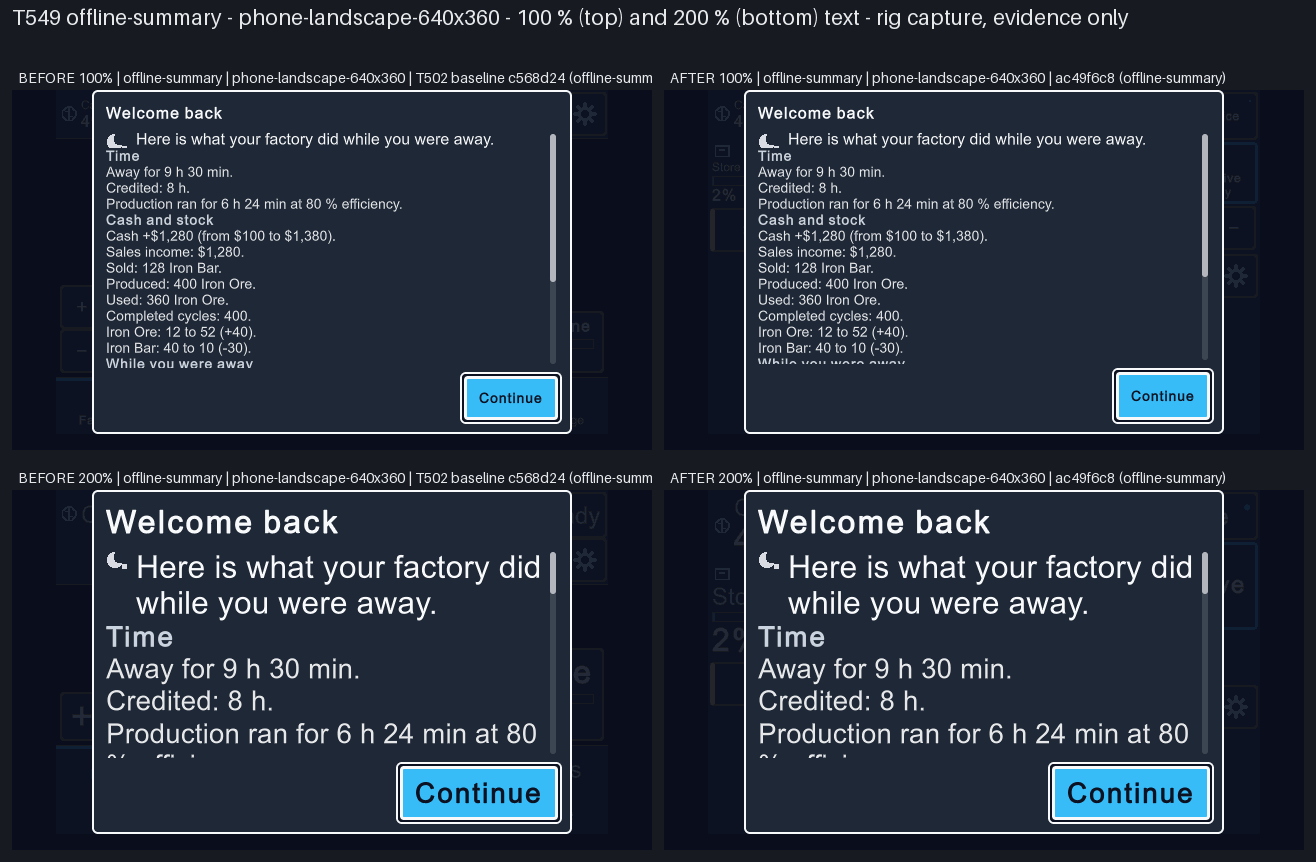 T549 offline-summary - phone-landscape-640x360 - 100 % (top) and 200 % (bottom) text - rig capture, evidence only
BEFORE 100% | offline-summary | phone-landscape-640x360 | T502 baseline c568d24 (offline-summ
Welcome back
Here is what your factory did while you were away.
Time
Away for 9 h 30 min.
Credited: 8 h.
Production ran for 6 h 24 min at 80 % efficiency.
Cash and stock
Cash +$1,280 (from $100 to $1,380).
Sales income: $1,280.
Sold: 128 Iron Bar.
Produced: 400 Iron Ore.
Used: 360 Iron Ore.
Completed cycles: 400.
Iron Ore: 12 to 52 (+40).
Iron Bar: 40 to 10 (-30).
While you were away
Continue
AFTER 100% | offline-summary | phone-landscape-640x360 | ac49f6c8 (offline-summary)
Welcome back
Here is what your factory did while you were away.
Time
Away for 9 h 30 min.
Credited: 8 h.
Production ran for 6 h 24 min at 80 % efficiency.
Cash and stock
Cash +$1,280 (from $100 to $1,380).
Sales income: $1,280.
Sold: 128 Iron Bar.
Produced: 400 Iron Ore.
Used: 360 Iron Ore.
Completed cycles: 400.
Iron Ore: 12 to 52 (+40).
Iron Bar: 40 to 10 (-30).
While you were away
Continue
Store
2%
BEFORE 200% | offline-summary | phone-landscape-640x360 | T502 baseline c568d24 (offline-summ
Welcome back
Here is what your factory did
while you were away.
Time
Away for 9 h 30 min.
Credited: 8 h.
Production ran for 6 h 24 min at 80
Continue
AFTER 200% | offline-summary | phone-landscape-640x360 | ac49f6c8 (offline-summary)
Welcome back
Here is what your factory did
while you were away.
Time
Away for 9 h 30 min.
Credited: 8 h.
Production ran for 6 h 24 min at 80
Continue